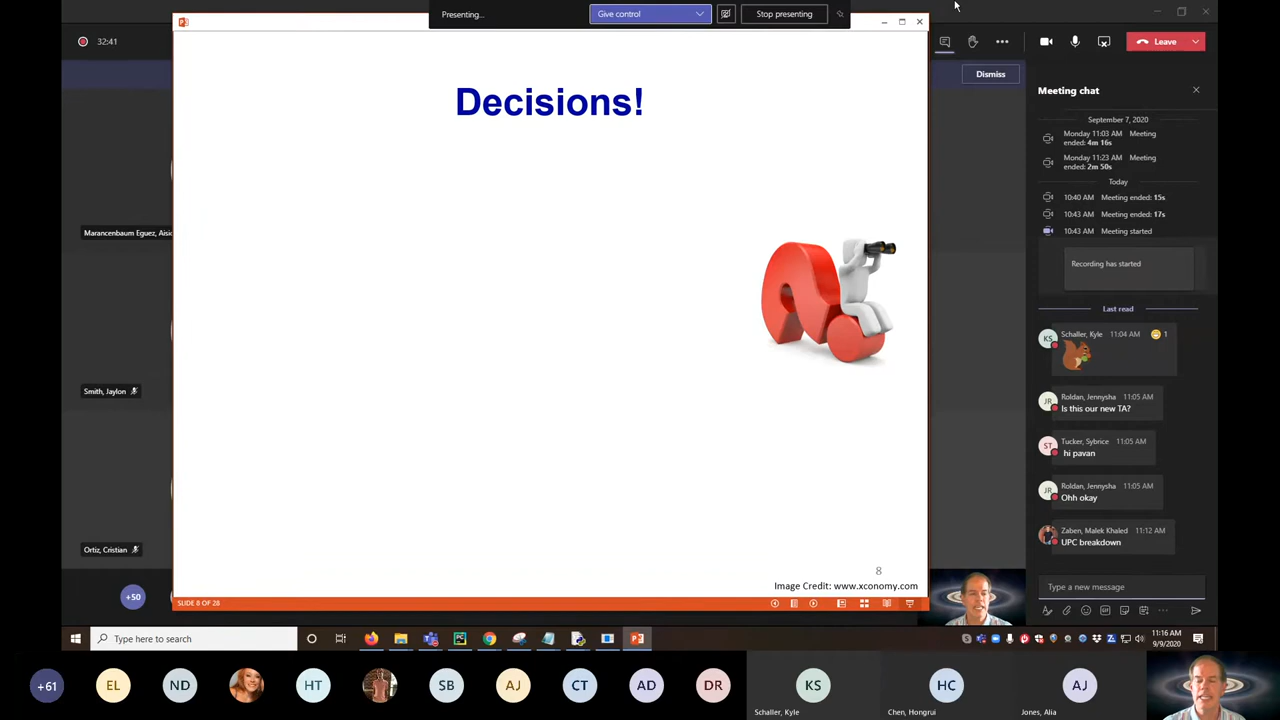 Presenting...
Give control
Stop presenting
32:41
Leave
Decisions!
Dismiss
Marancenbaum Eguez, Aisic
Smith, Jaylon
Ortiz, Cristian
+50
8
Image Credit: www.xconomy.com
SLIDE 8 OF 28
Meeting chat
September 7, 2020
Monday 11:03 AM Meeting
ended: 4m 16s
Monday 11:23 AM Meeting
ended: 2m 50s
Today
10:40 AM Meeting ended: 15s
10:43 AM Meeting ended: 17s
10:43 AM Meeting started
Recording has started
Last read
KS
Schaller, Kyle 11:04 AM 1
JR
Roldan, Jennysha 11:05 AM
Is this our new TA?
ST
Tucker, Sybrice 11:05 AM
hi pavan
JR
Roldan, Jennysha 11:05 AM
Ohh okay
Zaben, Malek Khaled 11:12 AM
UPC breakdown
Type a new message
GIF
Type here to search
11:16 AM
9/9/2020
+61
EL
ND
HT
SB
AJ
CT
AD
DR
KS
Schaller, Kyle
HC
Chen, Hongrui
AJ
Jones, Alia